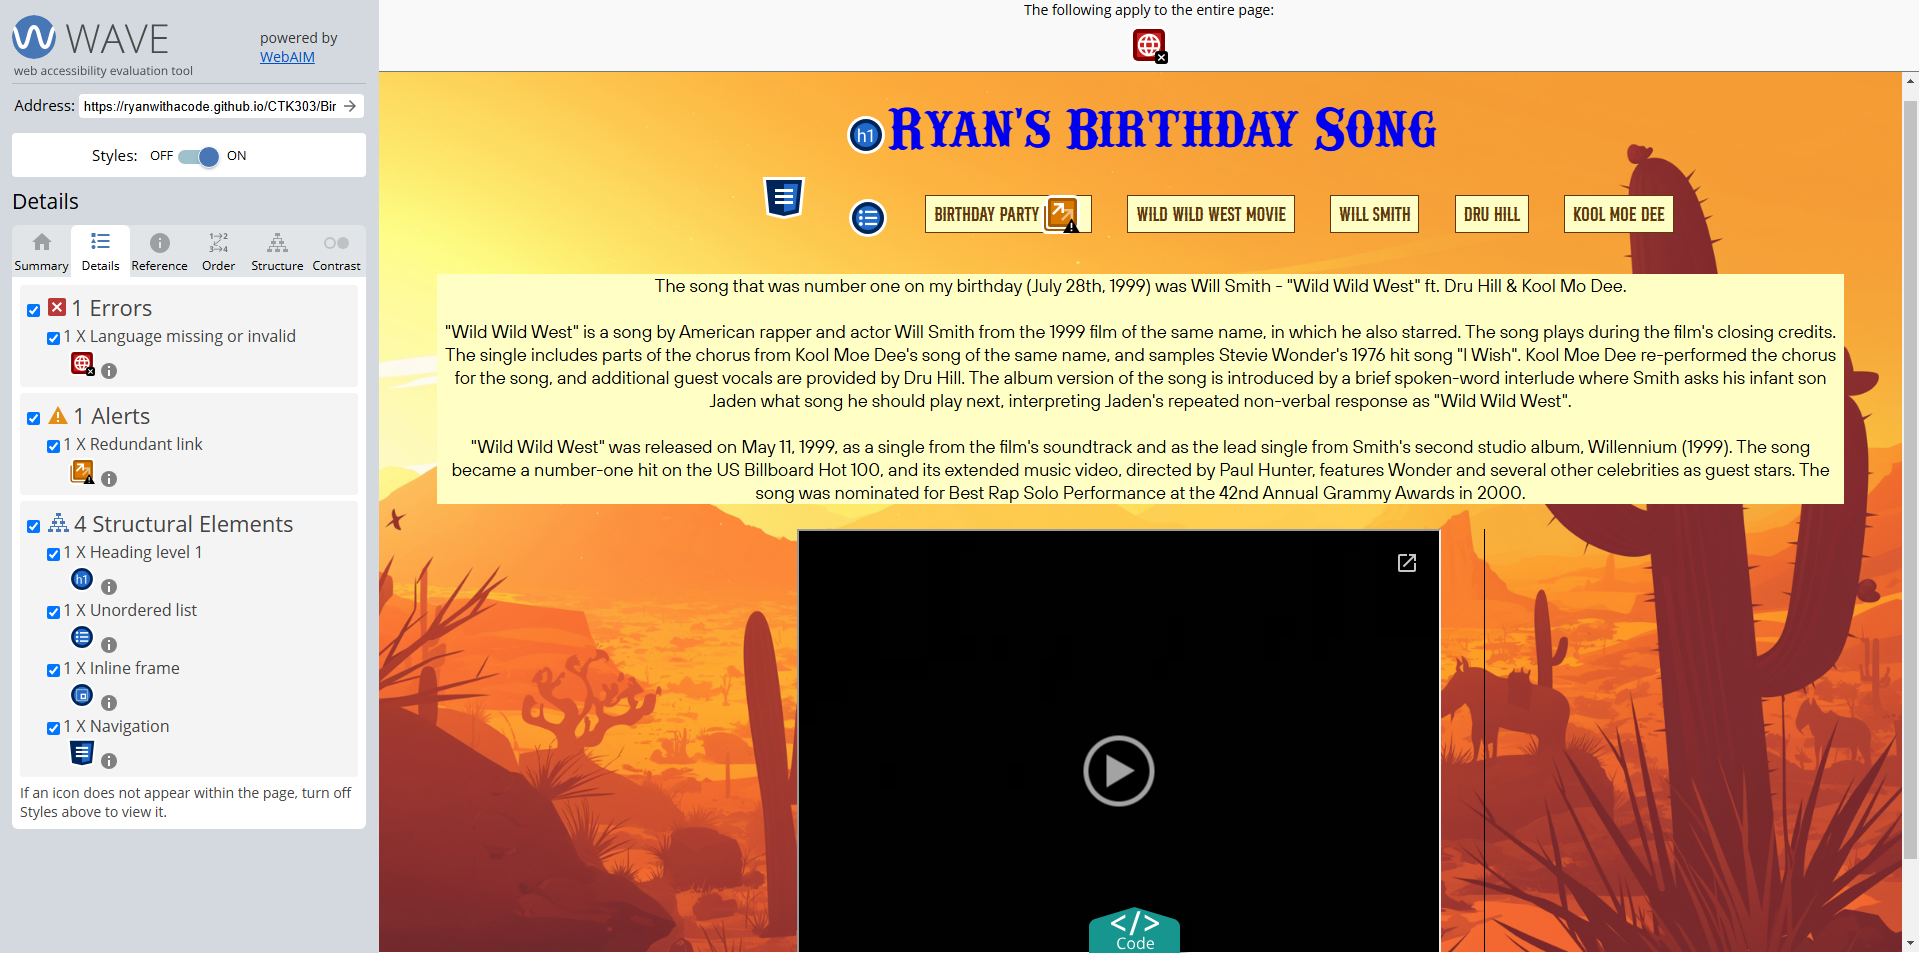 WAVE
web accessibility evaluation tool
powered by
WebAIM
Address: https://ryanwithacode.github.io/CTK303/Bir
Styles: OFF ON
Details
Summary Details Reference Order Structure Contrast
1 Errors
1 X Language missing or invalid
1 Alerts
1 X Redundant link
4 Structural Elements
1 X Heading level 1
h1
1 X Unordered list
1 X Inline frame
1 X Navigation
If an icon does not appear within the page, turn off
Styles above to view it.
The following apply to the entire page:
h1 Ryan's Birthday Song
BIRTHDAY PARTY WILD WILD WEST MOVIE WILL SMITH DRU HILL KOOL MOE DEE
The song that was number one on my birthday (July 28th, 1999) was Will Smith - "Wild Wild West" ft. Dru Hill & Kool Mo Dee.
"Wild Wild West" is a song by American rapper and actor Will Smith from the 1999 film of the same name, in which he also starred. The song plays during the film's closing credits.
The single includes parts of the chorus from Kool Moe Dee's song of the same name, and samples Stevie Wonder's 1976 hit song "I Wish". Kool Moe Dee re-performed the chorus
for the song, and additional guest vocals are provided by Dru Hill. The album version of the song is introduced by a brief spoken-word interlude where Smith asks his infant son
Jaden what song he should play next, interpreting Jaden's repeated non-verbal response as "Wild Wild West".
"Wild Wild West" was released on May 11, 1999, as a single from the film's soundtrack and as the lead single from Smith's second studio album, Willennium (1999). The song
became a number-one hit on the US Billboard Hot 100, and its extended music video, directed by Paul Hunter, features Wonder and several other celebrities as guest stars. The
song was nominated for Best Rap Solo Performance at the 42nd Annual Grammy Awards in 2000.
</>
Code